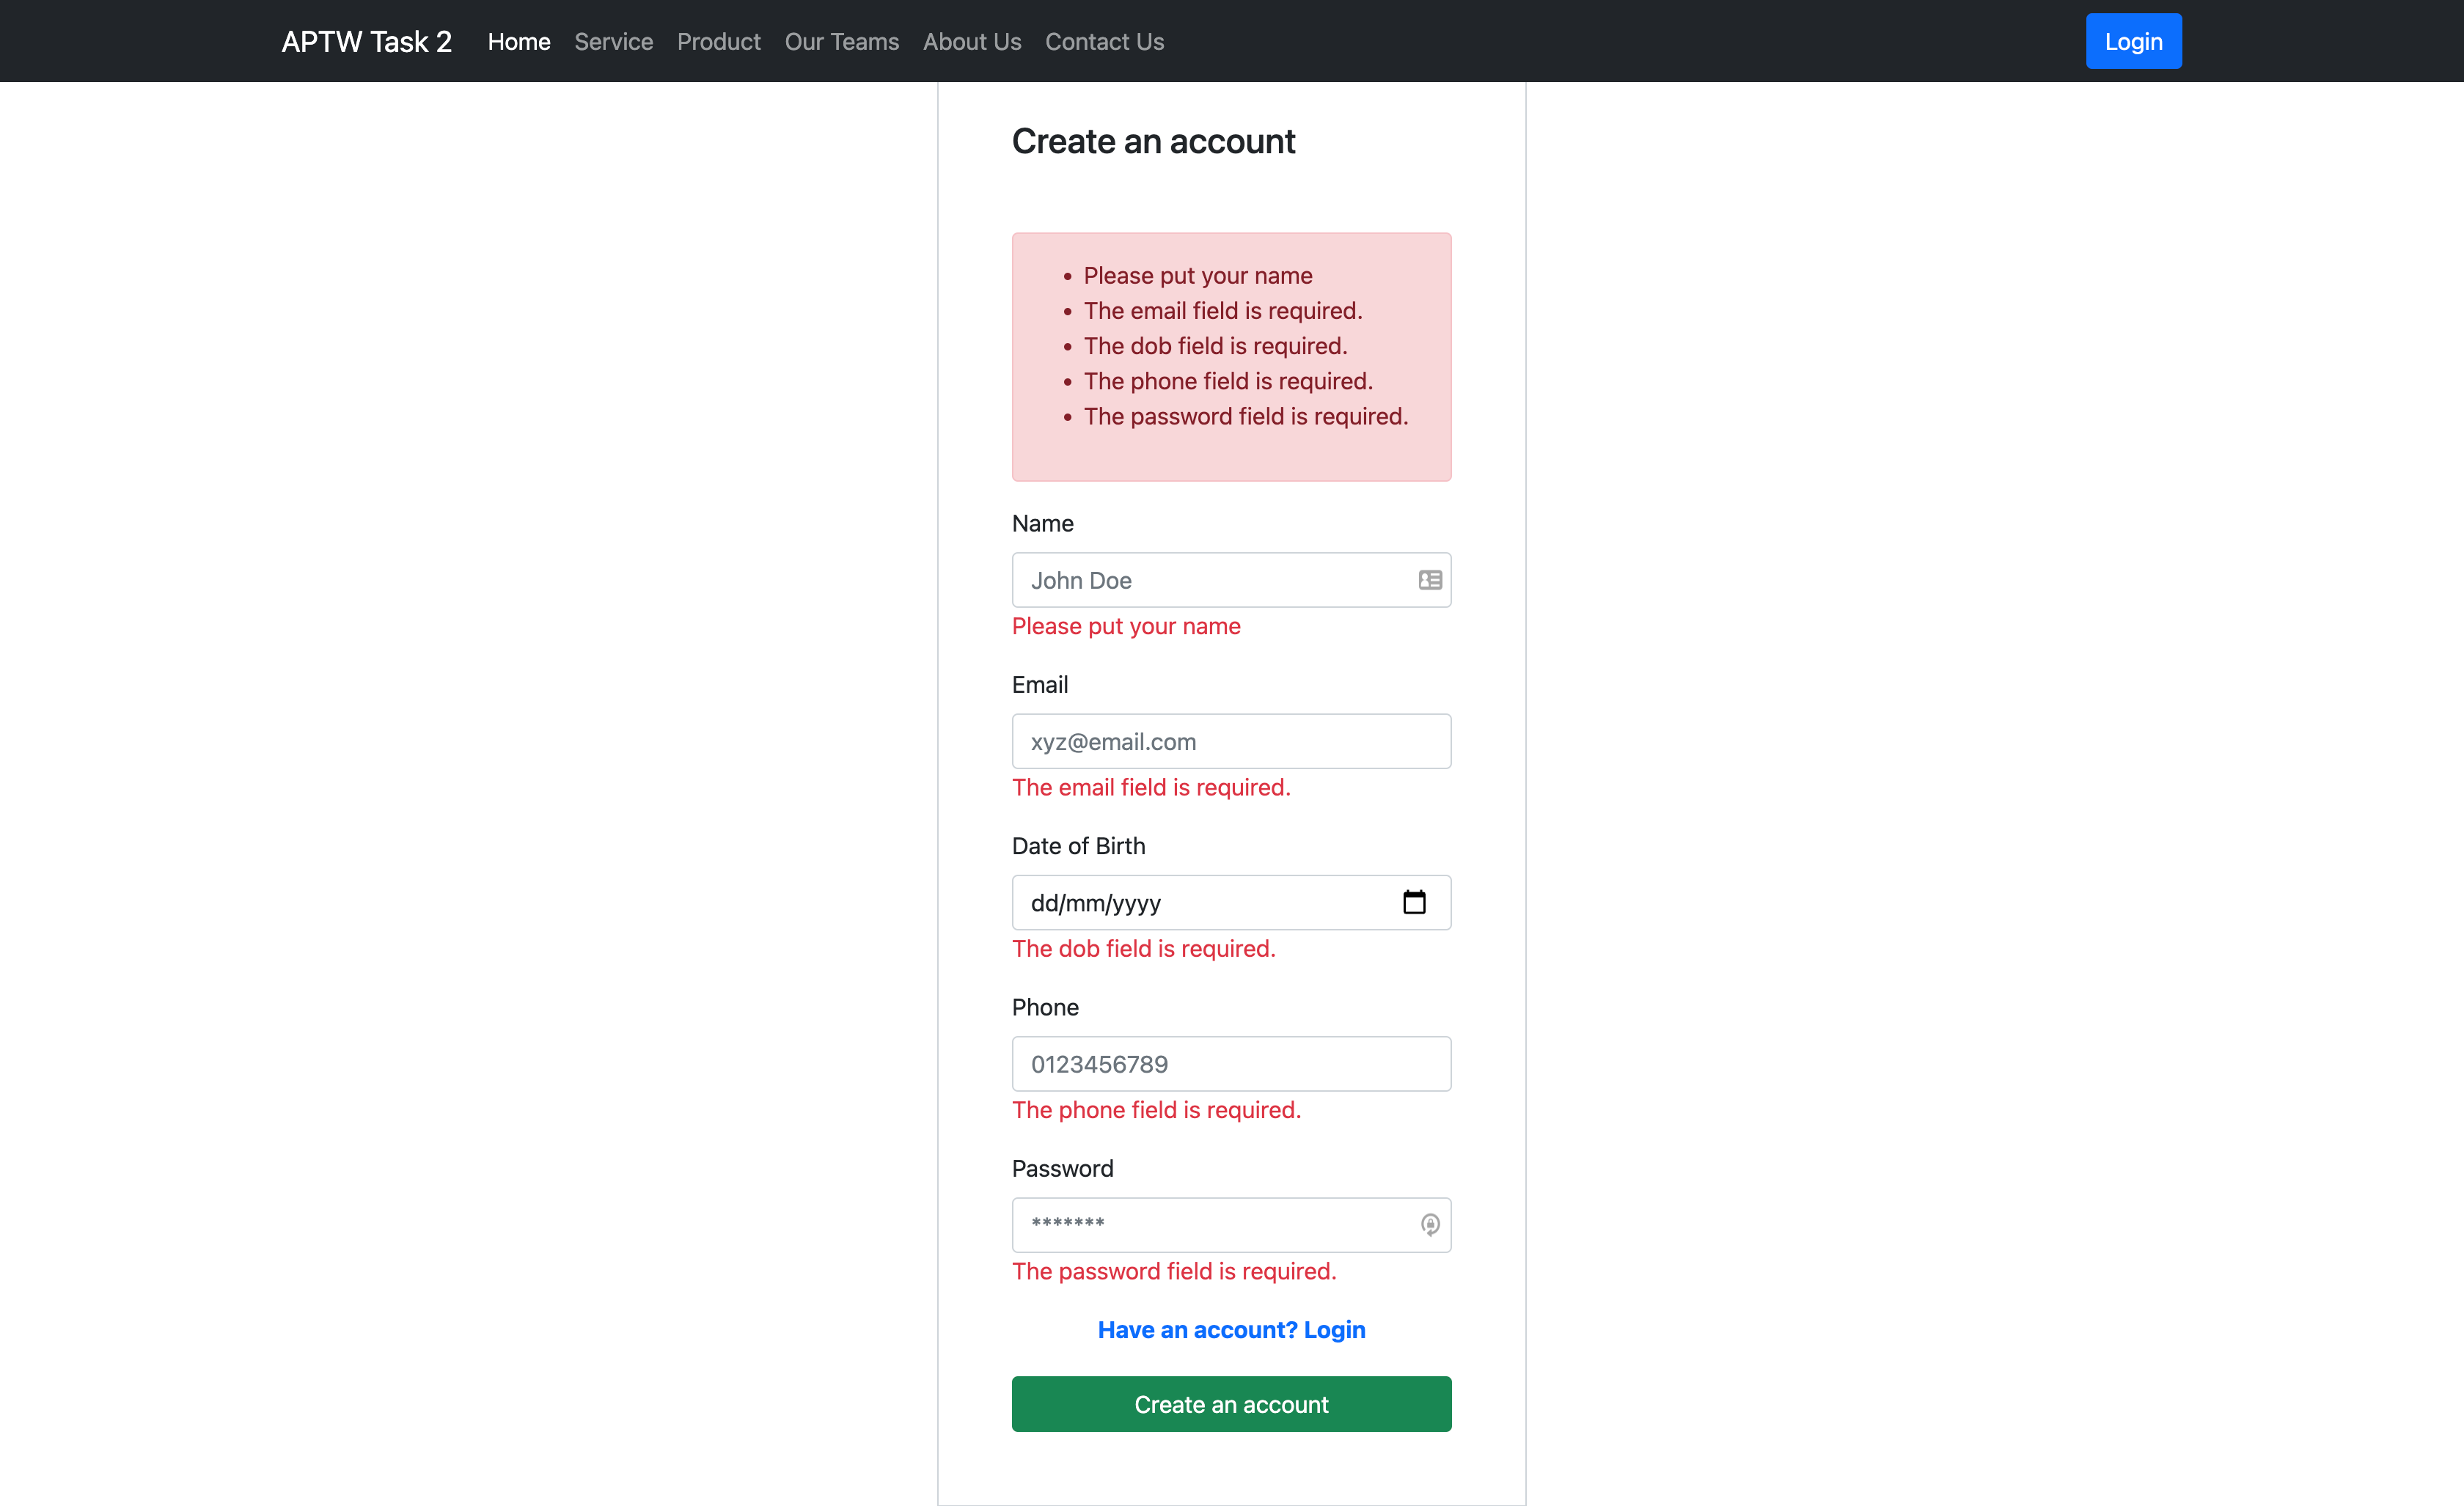 APTW Task 2 Home Service Product Our Teams About Us Contact Us Login
Create an account
• Please put your name
• The email field is required.
• The dob field is required.
• The phone field is required.
• The password field is required.
Name
John Doe
Please put your name
Email
xyz@email.com
The email field is required.
Date of Birth
dd/mm/yyyy
The dob field is required.
Phone
0123456789
The phone field is required.
Password
*******
The password field is required.
Have an account? Login
Create an account